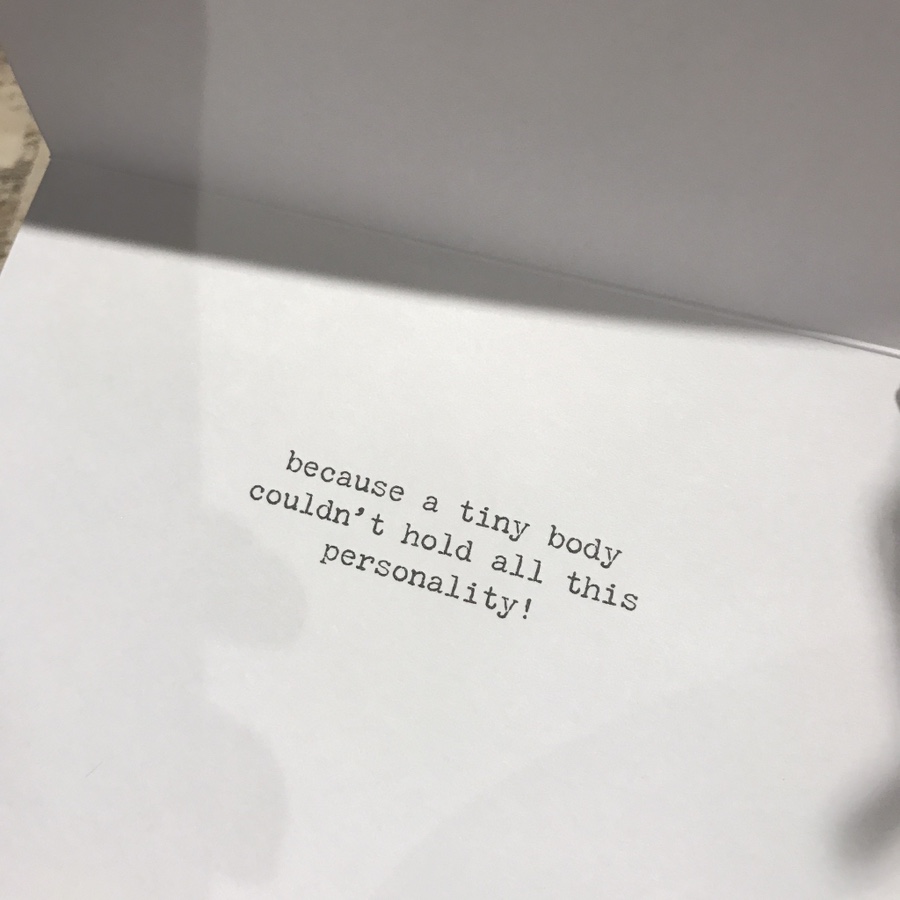 because a tiny body
couldn't hold all this
personality!